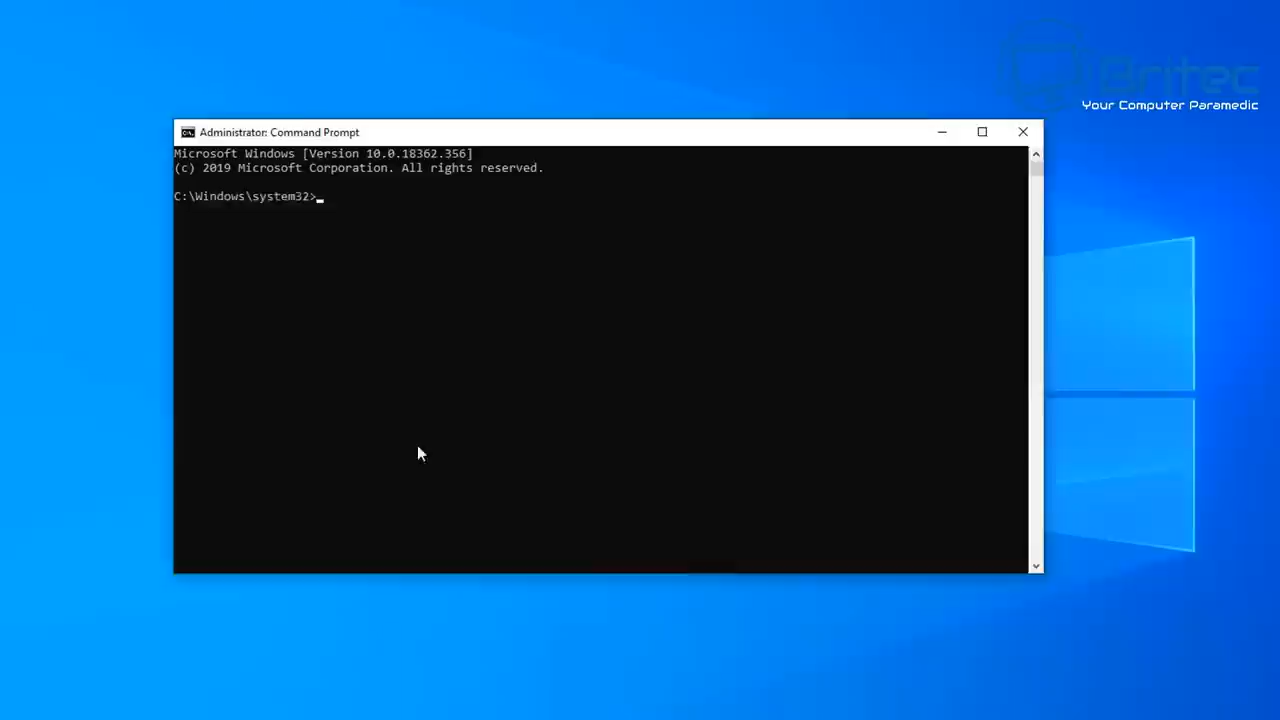 Britec
Your Computer Paramedic
Administrator: Command Prompt
Microsoft Windows [Version 10.0.18362.356]
(c) 2019 Microsoft Corporation. All rights reserved.
C:\Windows\system32>